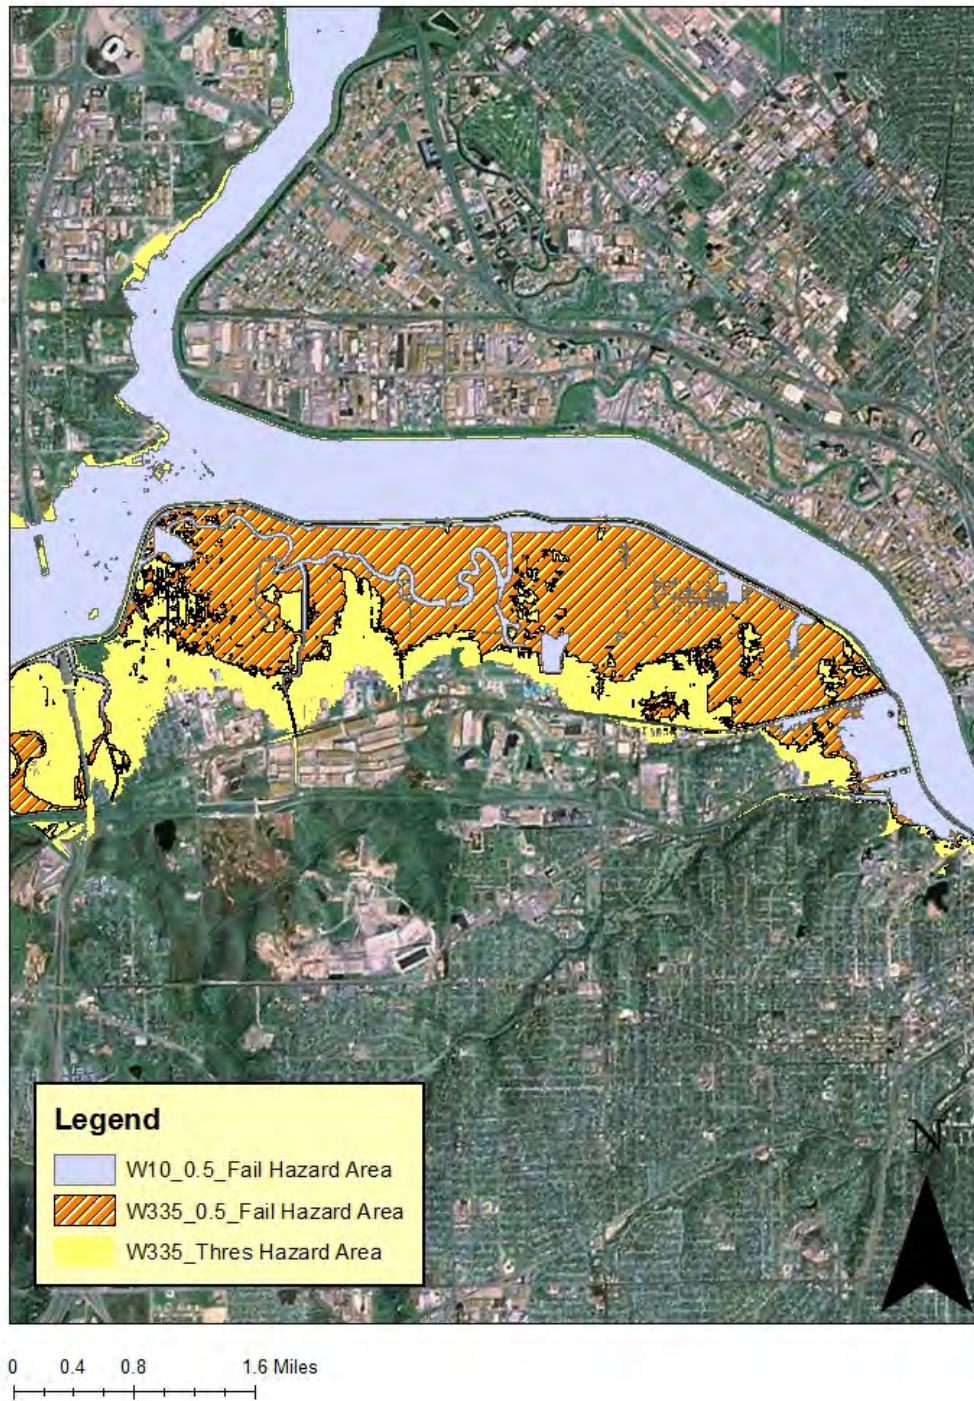 Legend
W10_0.5_Fail Hazard Area
W335_0.5_Fail Hazard Area
W335_Thres Hazard Area
N
0 0.4 0.8 1.6 Miles